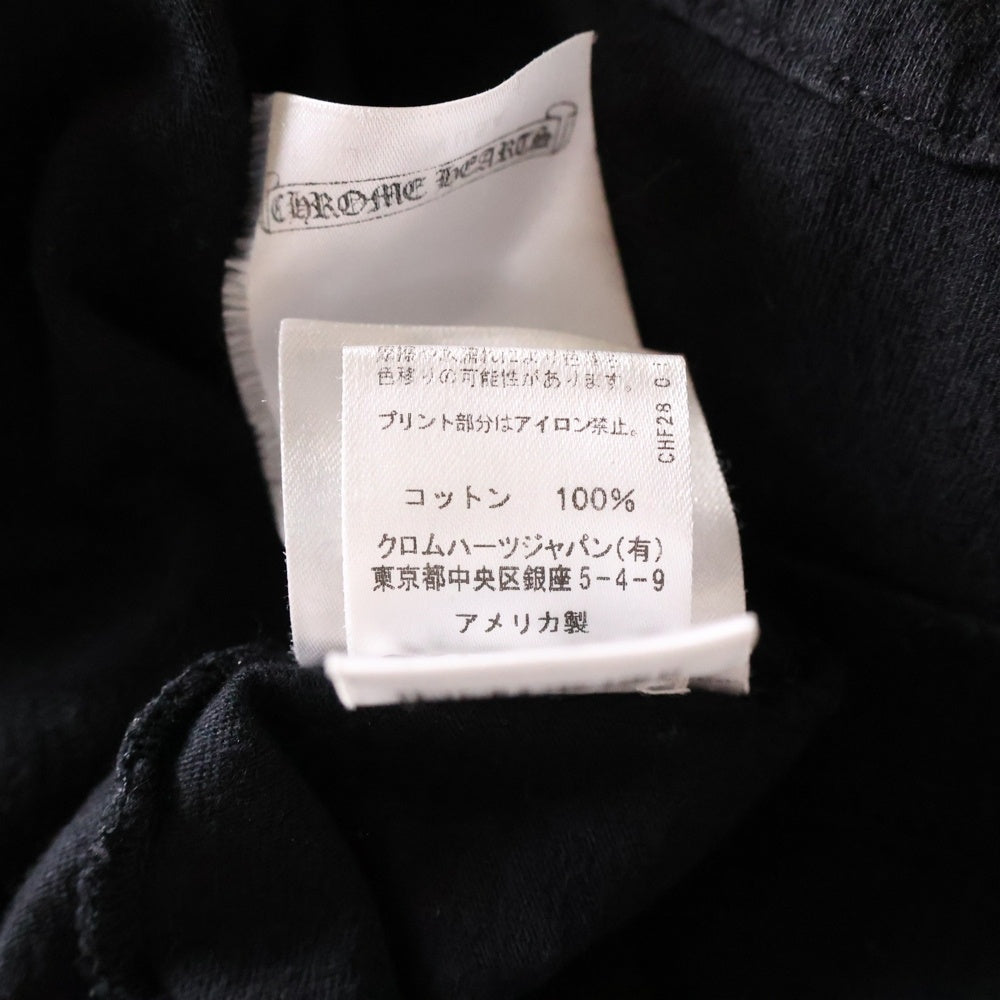 CHROME HEARTS
色移りの可能性があります。
プリント部分はアイロン禁止。
CHF28
コットン 100%
クロムハーツジャパン(有)
東京都中央区銀座5-4-9
アメリカ製